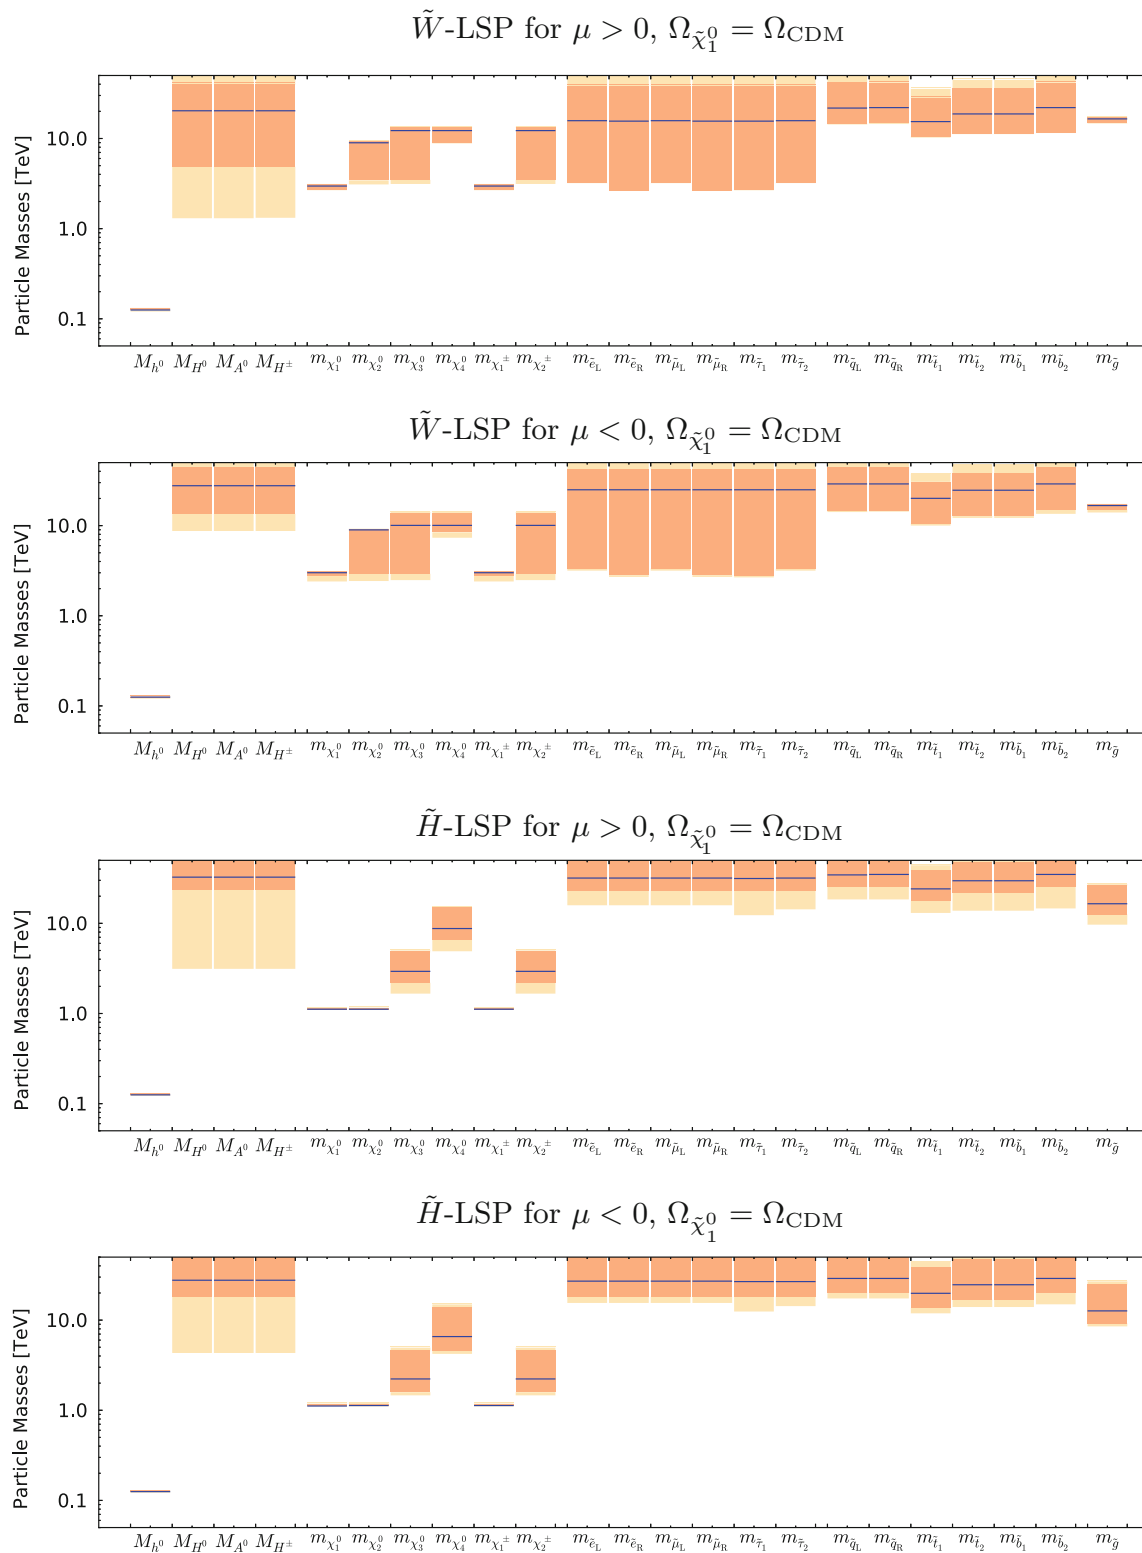 W̃-LSP for μ > 0, Ω_χ̃₁⁰ = Ω_CDM
Particle Masses [TeV]
10.0
1.0
0.1
M_h⁰ M_H⁰ M_A⁰ M_H± m_χ₁⁰ m_χ₂⁰ m_χ₃⁰ m_χ₄⁰ m_χ₁± m_χ₂± m_ẽL m_ẽR m_μ̃L m_μ̃R m_τ̃₁ m_τ̃₂ m_q̃L m_q̃R m_t̃₁ m_t̃₂ m_b̃₁ m_b̃₂ m_g̃
W̃-LSP for μ < 0, Ω_χ̃₁⁰ = Ω_CDM
Particle Masses [TeV]
10.0
1.0
0.1
M_h⁰ M_H⁰ M_A⁰ M_H± m_χ₁⁰ m_χ₂⁰ m_χ₃⁰ m_χ₄⁰ m_χ₁± m_χ₂± m_ẽL m_ẽR m_μ̃L m_μ̃R m_τ̃₁ m_τ̃₂ m_q̃L m_q̃R m_t̃₁ m_t̃₂ m_b̃₁ m_b̃₂ m_g̃
H̃-LSP for μ > 0, Ω_χ̃₁⁰ = Ω_CDM
Particle Masses [TeV]
10.0
1.0
0.1
M_h⁰ M_H⁰ M_A⁰ M_H± m_χ₁⁰ m_χ₂⁰ m_χ₃⁰ m_χ₄⁰ m_χ₁± m_χ₂± m_ẽL m_ẽR m_μ̃L m_μ̃R m_τ̃₁ m_τ̃₂ m_q̃L m_q̃R m_t̃₁ m_t̃₂ m_b̃₁ m_b̃₂ m_g̃
H̃-LSP for μ < 0, Ω_χ̃₁⁰ = Ω_CDM
Particle Masses [TeV]
10.0
1.0
0.1
M_h⁰ M_H⁰ M_A⁰ M_H± m_χ₁⁰ m_χ₂⁰ m_χ₃⁰ m_χ₄⁰ m_χ₁± m_χ₂± m_ẽL m_ẽR m_μ̃L m_μ̃R m_τ̃₁ m_τ̃₂ m_q̃L m_q̃R m_t̃₁ m_t̃₂ m_b̃₁ m_b̃₂ m_g̃